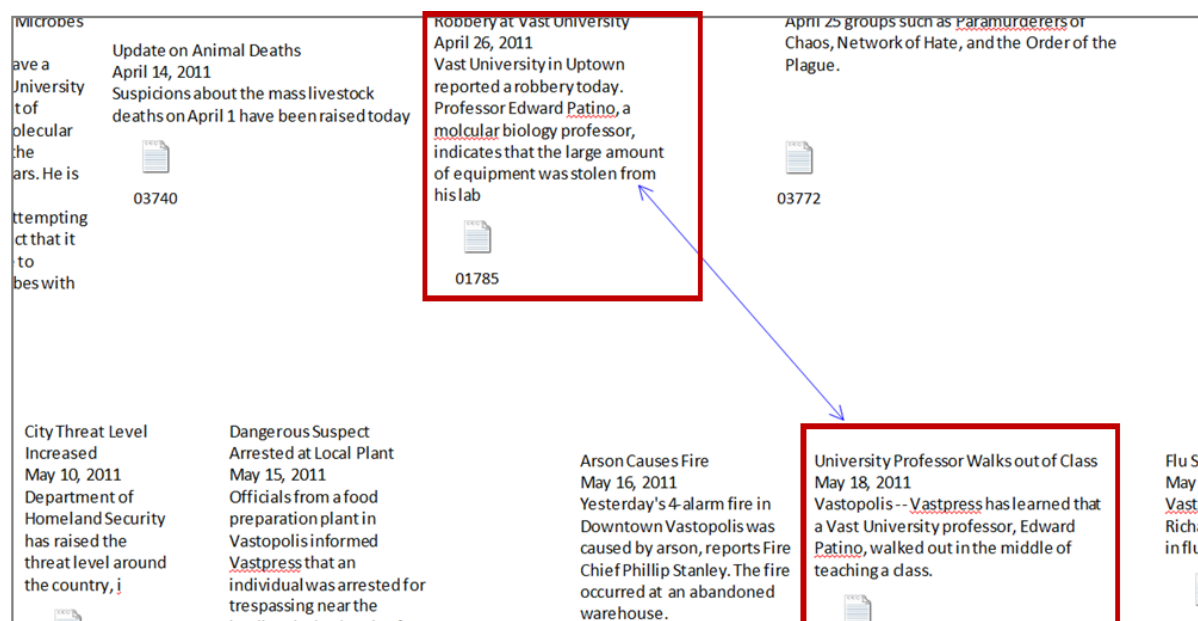 Microbes
ave a
University
t of
olecular
the
ars. He is
ttempting
ct that it
to
bes with
Update on Animal Deaths
April 14, 2011
Suspicions about the mass livestock
deaths on April 1 have been raised today
03740
Robbery at Vast University
April 26, 2011
Vast University in Uptown
reported a robbery today.
Professor Edward Patino, a
molcular biology professor,
indicates that the large amount
of equipment was stolen from
his lab
01785
April 25 groups such as Paramurderers of
Chaos, Network of Hate, and the Order of the
Plague.
03772
City Threat Level
Increased
May 10, 2011
Department of
Homeland Security
has raised the
threat level around
the country, i
Dangerous Suspect
Arrested at Local Plant
May 15, 2011
Officials from a food
preparation plant in
Vastopolis informed
Vastpress that an
individual was arrested for
trespassing near the
Arson Causes Fire
May 16, 2011
Yesterday's 4-alarm fire in
Downtown Vastopolis was
caused by arson, reports Fire
Chief Phillip Stanley. The fire
occurred at an abandoned
warehouse.
University Professor Walks out of Class
May 18, 2011
Vastopolis -- Vastpress has learned that
a Vast University professor, Edward
Patino, walked out in the middle of
teaching a class.
Flu S
May
Vast
Richa
in flu